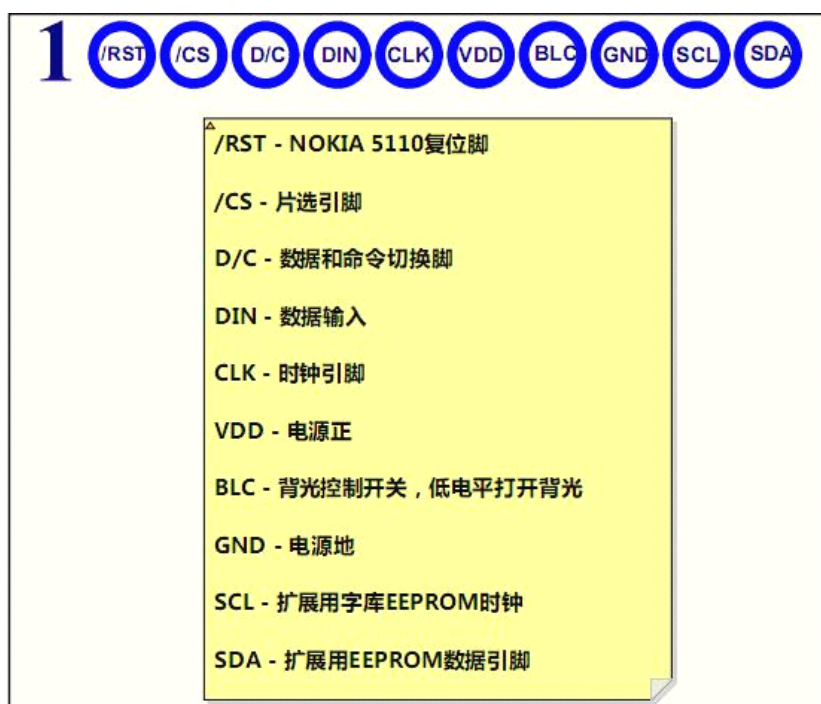 1 /RST /CS D/C DIN CLK VDD BLC GND SCL SDA
/RST - NOKIA 5110复位脚
/CS - 片选引脚
D/C - 数据和命令切换脚
DIN - 数据输入
CLK - 时钟引脚
VDD - 电源正
BLC - 背光控制开关，低电平打开背光
GND - 电源地
SCL - 扩展用字库EEPROM时钟
SDA - 扩展用EEPROM数据引脚